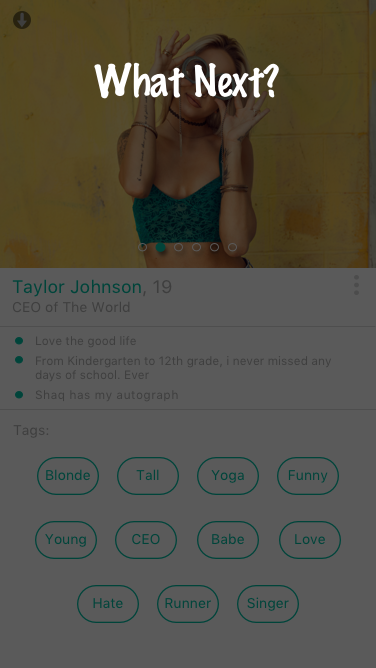 What Next?
Taylor Johnson, 19
CEO of The World
Love the good life
From Kindergarten to 12th grade, i never missed any
days of school. Ever
Shaq has my autograph
Tags:
Blonde Tall Yoga Funny
Young CEO Babe Love
Hate Runner Singer